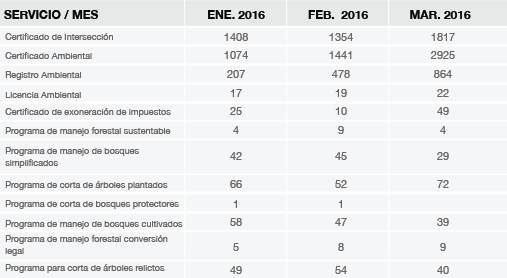 SERVICIO / MES ENE. 2016 FEB. 2016 MAR. 2016
Certificado de Intersección 1408 1354 1817
Certificado Ambiental 1074 1441 2925
Registro Ambiental 207 478 864
Licencia Ambiental 17 19 22
Certificado de exoneración de impuestos 25 10 49
Programa de manejo forestal sustentable 4 9 4
Programa de manejo de bosques
simplificados 42 45 29
Programa de corta de árboles plantados 66 52 72
Programa de corta de bosques protectores 1 1
Programa de manejo de bosques cultivados 58 47 39
Programa de manejo forestal conversión
legal 5 8 9
Programa para corta de árboles relictos 49 54 40